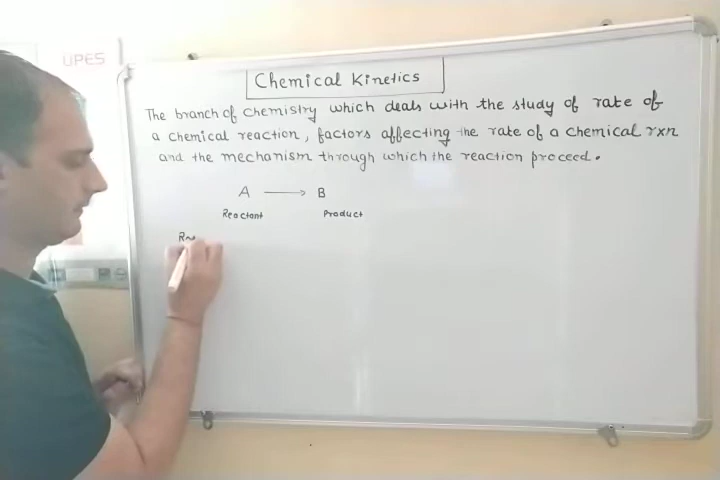 UPES
Chemical Kinetics
The branch of chemistry which deals with the study of rate of
a chemical reaction, factors affecting the rate of a chemical rxn
and the mechanism through which the reaction proceed.
A ⟶ B
Reactant Product